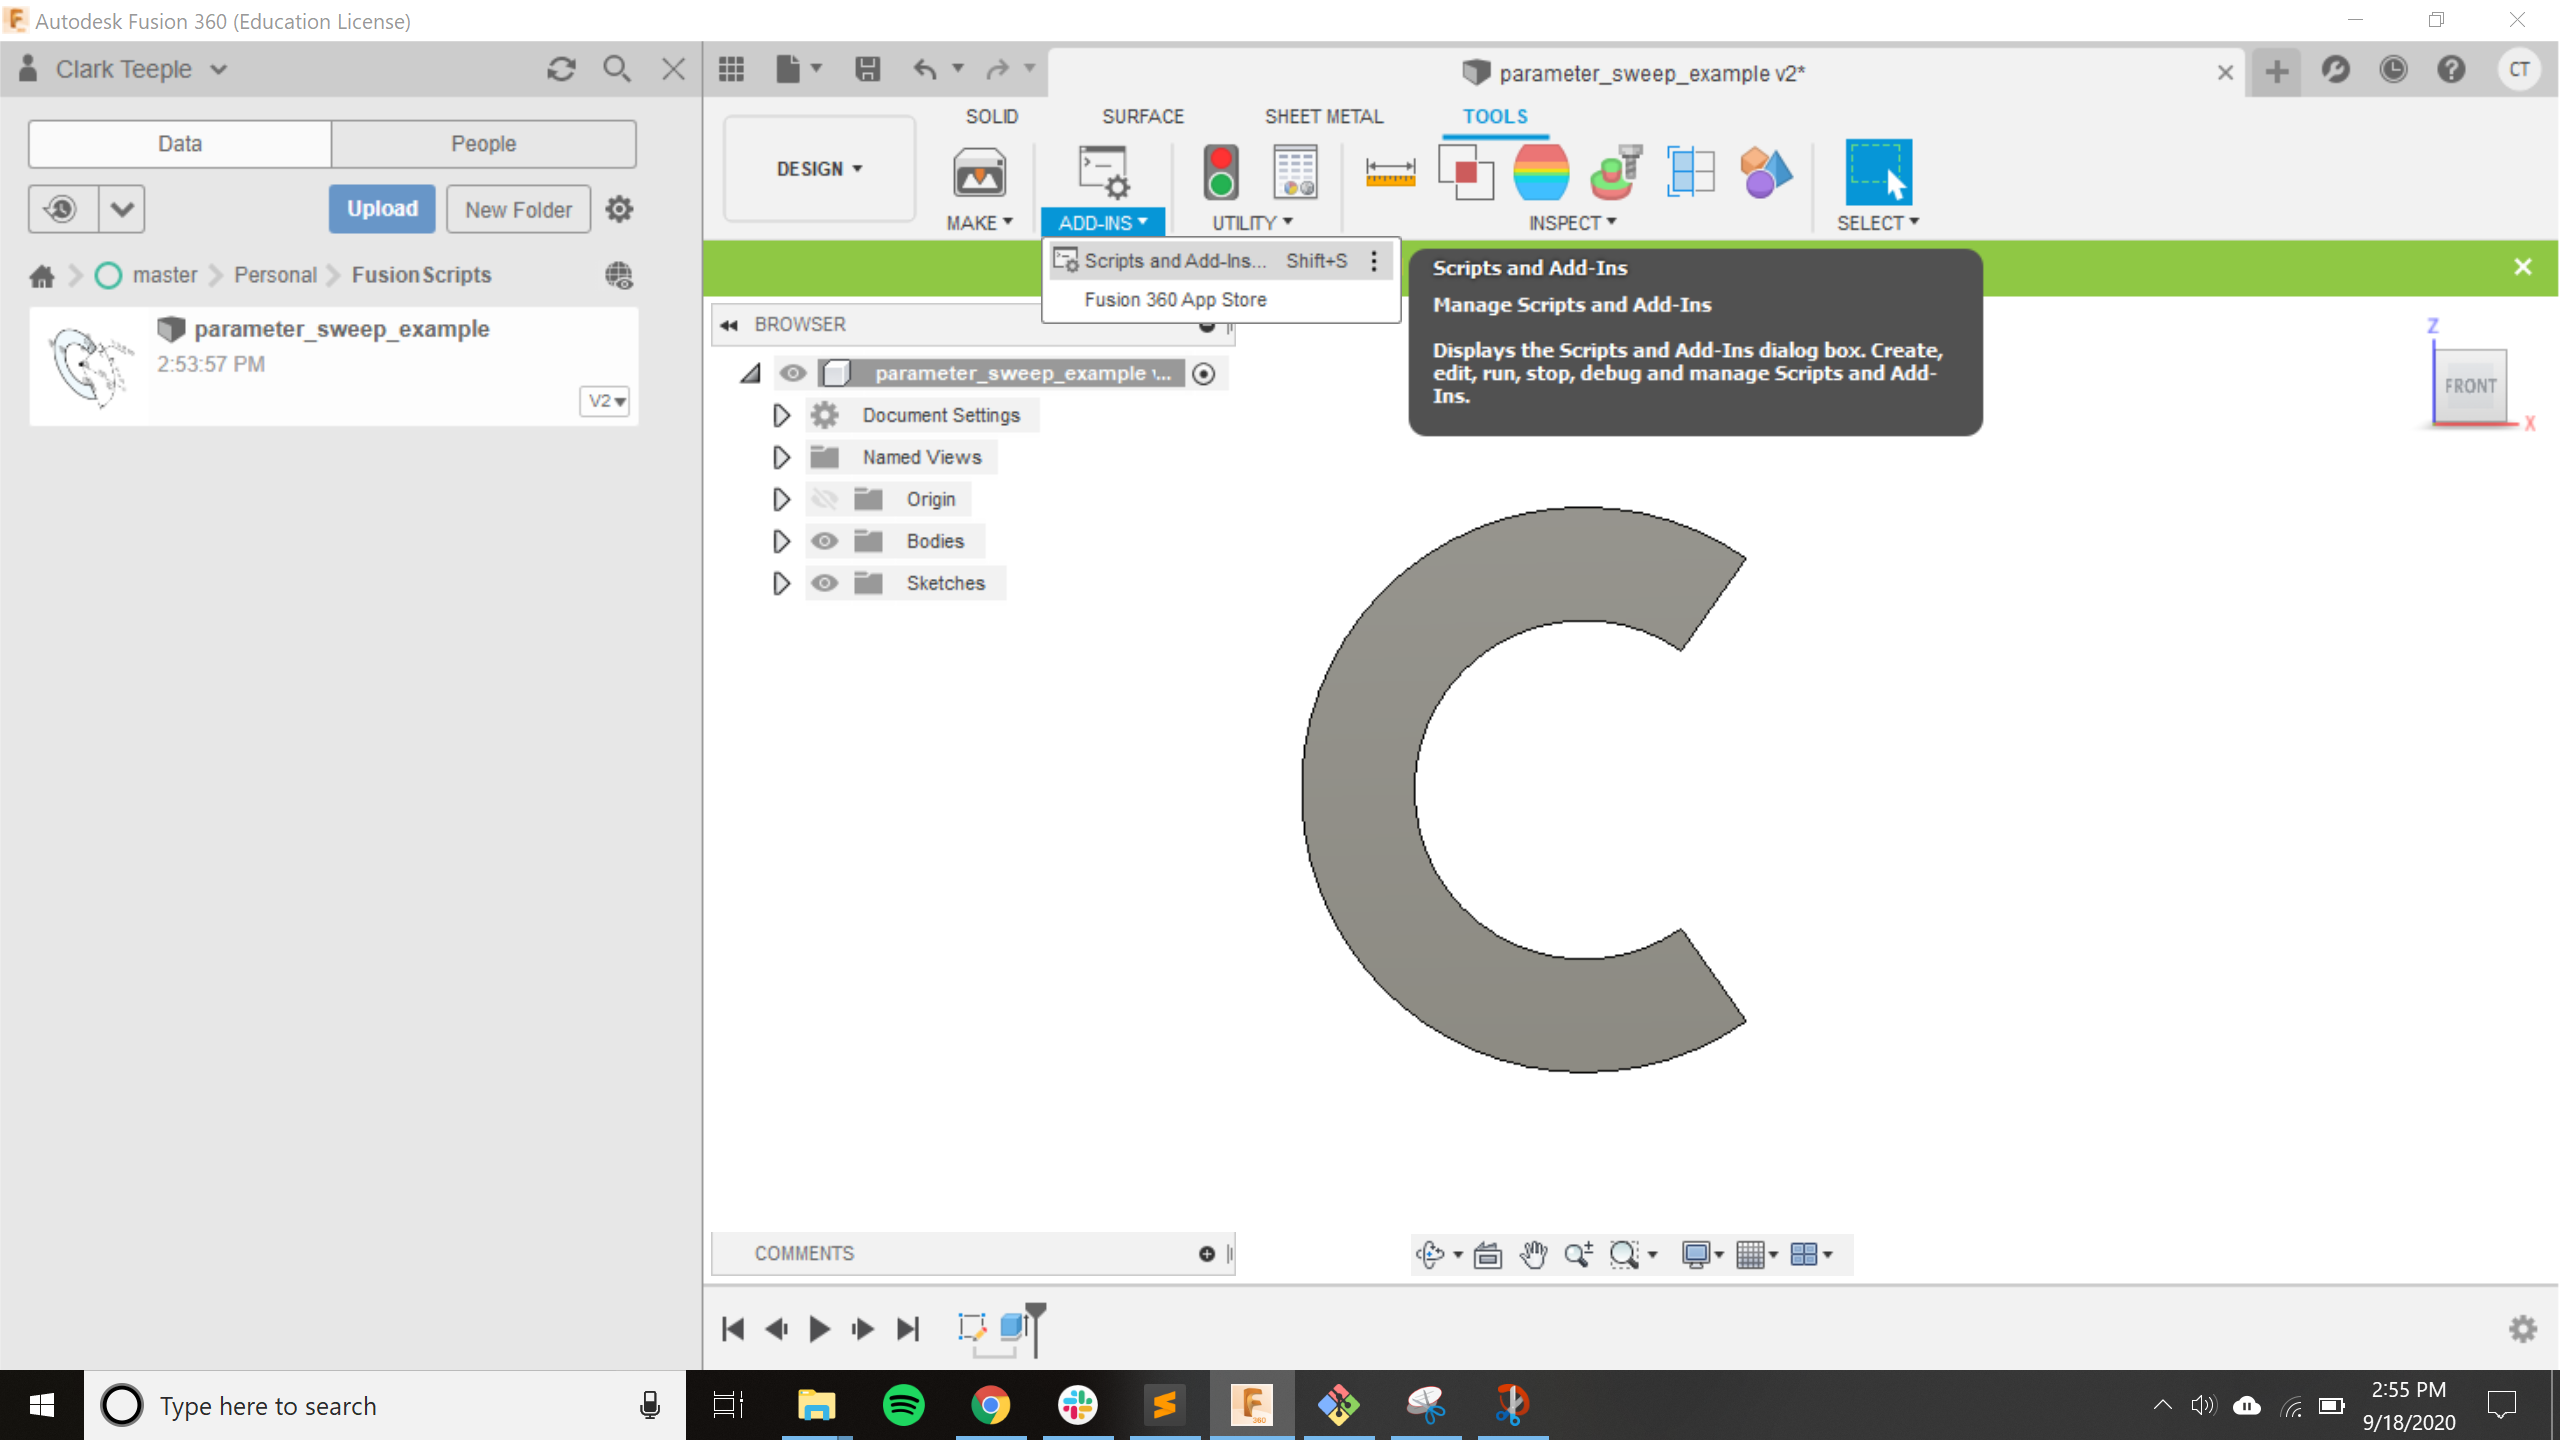 Autodesk Fusion 360 (Education License)
Clark Teeple
parameter_sweep_example v2*
CT
Data
People
Upload
New Folder
master
Personal
FusionScripts
parameter_sweep_example
2:53:57 PM
V2
DESIGN
SOLID
SURFACE
SHEET METAL
TOOLS
MAKE
ADD-INS
UTILITY
INSPECT
SELECT
Scripts and Add-Ins... Shift+S
Fusion 360 App Store
Scripts and Add-Ins
Manage Scripts and Add-Ins
Displays the Scripts and Add-Ins dialog box. Create,
edit, run, stop, debug and manage Scripts and Add-
Ins.
BROWSER
parameter_sweep_example v...
Document Settings
Named Views
Origin
Bodies
Sketches
Z
FRONT
X
COMMENTS
Type here to search
360
2:55 PM
9/18/2020